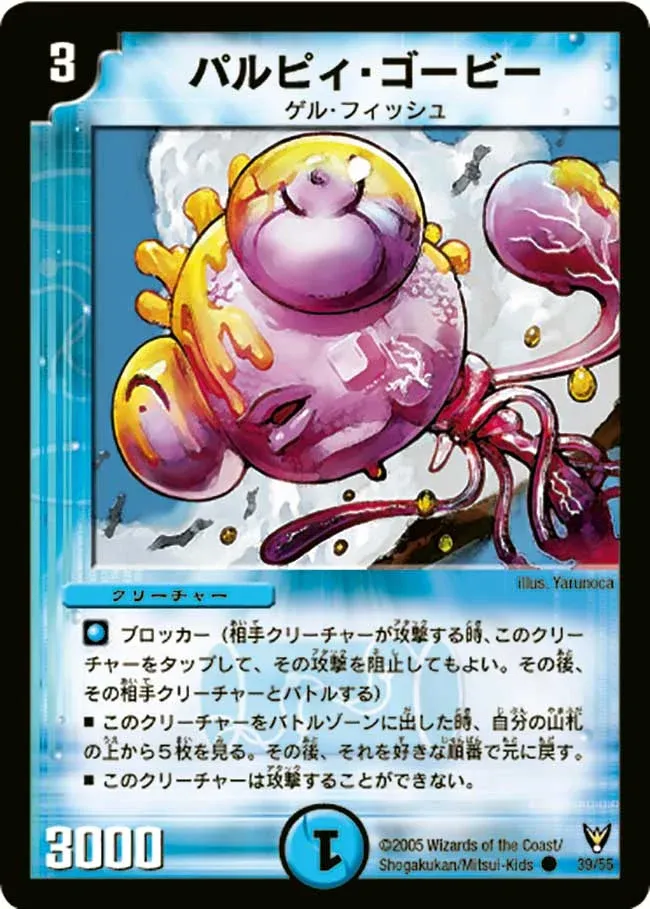 3
パルピィ・ゴービー
ゲル・フィッシュ
illus. Yarunoca
クリーチャー
ブロッカー（相手クリーチャーが攻撃する時、このクリー
チャーをタップして、その攻撃を阻止してもよい。その後、
その相手クリーチャーとバトルする）
■ このクリーチャーをバトルゾーンに出した時、自分の山札
の上から５枚を見る。その後、それを好きな順番で元に戻す。
■ このクリーチャーは攻撃することができない。
3000
1
©2005 Wizards of the Coast/
Shogakukan/Mitsui-Kids ● 39/55